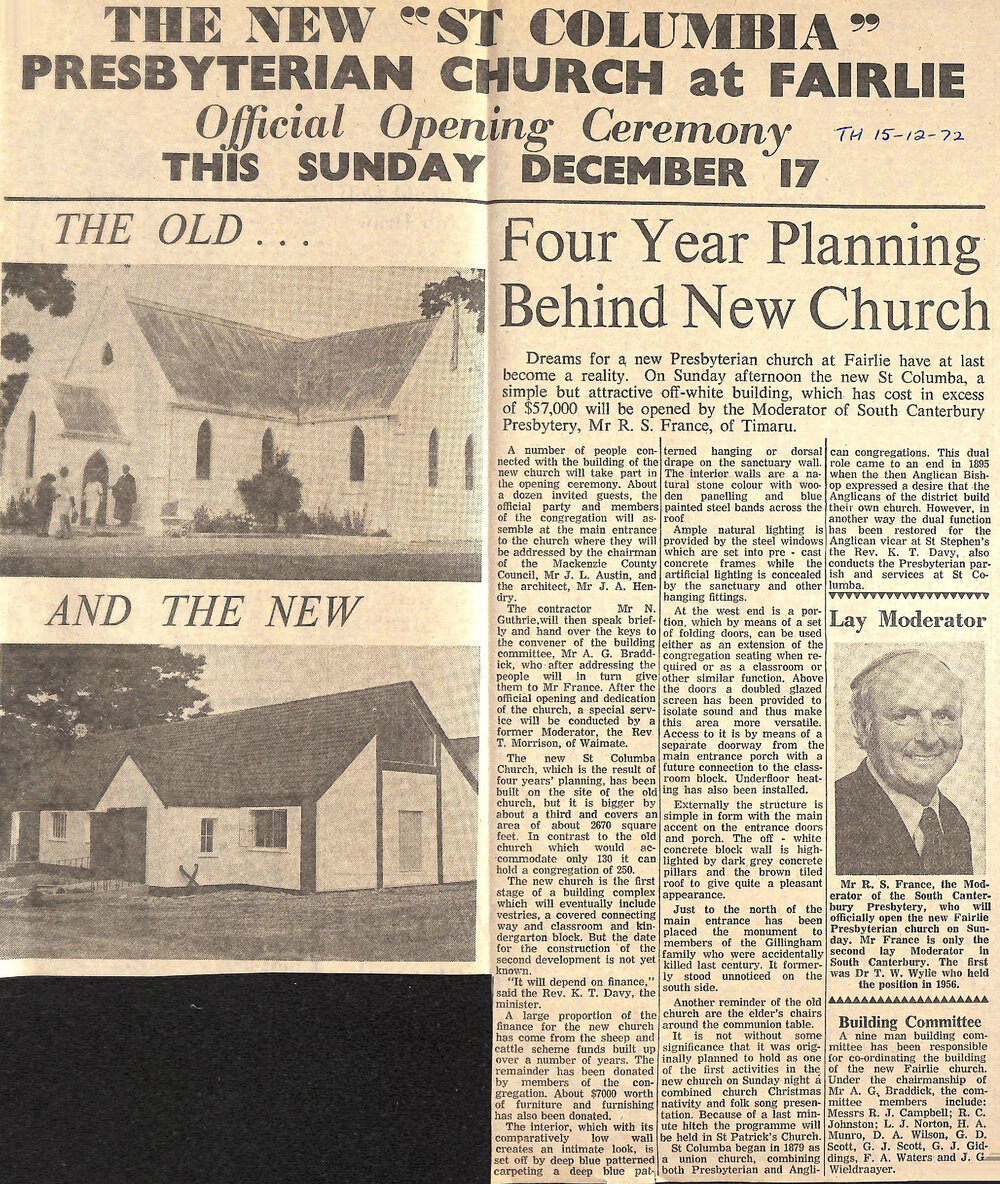 THE NEW “ST COLUMBIA”
PRESBYTERIAN CHURCH at FAIRLIE
Official Opening Ceremony
TH 15-12-72
THIS SUNDAY DECEMBER 17
THE OLD . . .
AND THE NEW
Four Year Planning
Behind New Church
Dreams for a new Presbyterian church at Fairlie have at last
become a reality. On Sunday afternoon the new St Columba, a
simple but attractive off-white building, which has cost in excess
of $57,000 will be opened by the Moderator of South Canterbury
Presbytery, Mr R. S. France, of Timaru.
A number of people con-
nected with the building of the
new church will take part in
the opening ceremony. About
a dozen invited guests, the
official party and members
of the congregation will as-
semble at the main entrance
to the church where they will
be addressed by the chairman
of the Mackenzie County
Council, Mr J. L. Austin, and
the architect, Mr J. A. Hen-
dry.
The contractor Mr N.
Guthrie,will then speak brief-
ly and hand over the keys to
the convener of the building
committee, Mr A. G. Bradd-
ick, who after addressing the
people will in turn give
them to Mr France. After the
official opening and dedication
of the church, a special serv-
ice will be conducted by a
former Moderator, the Rev
T. Morrison, of Waimate.
The new St Columba
Church, which is the result of
four years’ planning, has been
built on the site of the old
church, but it is bigger by
about a third and covers an
area of about 2670 square
feet. In contrast to the old
church which would ac-
commodate only 130 it can
hold a congregation of 250.
The new church is the first
stage of a building complex
which will eventually include
vestries, a covered connecting
way and classroom and kin-
dergarten block. But the date
for the construction of the
second development is not yet
known.
“It will depend on finance,”
said the Rev. K. T. Davy, the
minister.
A large proportion of the
finance for the new church
has come from the sheep and
cattle scheme funds built up
over a number of years. The
remainder has been donated
by members of the con-
gregation. About $7000 worth
of furniture and furnishing
has also been donated.
The interior, which with its
comparatively low wall
creates an intimate look, is
set off by deep blue patterned
carpeting a deep blue pat-
terned hanging or dorsal
drape on the sanctuary wall.
The interior walls are a na-
tural stone colour with woo-
den panelling and blue
painted steel bands across the
roof
Ample natural lighting is
provided by the steel windows
which are set into pre - cast
concrete frames while the
artificial lighting is concealed
by the sanctuary and other
hanging fittings.
At the west end is a por-
tion, which by means of a set
of folding doors, can be used
either as an extension of the
congregation seating when re-
quired or as a classroom or
other similar function. Above
the doors a doubled glazed
screen has been provided to
isolate sound and thus make
this area more versatile.
Access to it is by means of a
separate doorway from the
main entrance porch with a
future connection to the class-
room block. Underfloor heat-
ing has also been installed.
Externally the structure is
simple in form with the main
accent on the entrance doors
and porch. The off - white
concrete block wall is high-
lighted by dark grey concrete
pillars and the brown tiled
roof to give quite a pleasant
appearance.
Just to the north of the
main entrance has been
placed the monument to
members of the Gillingham
family who were accidentally
killed last century. It former-
ly stood unnoticed on the
south side.
Another reminder of the old
church are the elder’s chairs
around the communion table.
It is not without some
significance that it was orig-
inally planned to hold as one
of the first activities in the
new church on Sunday night a
combined church Christmas
nativity and folk song presen-
tation. Because of a last min-
ute hitch the programme will
be held in St Patrick’s Church.
St Columba began in 1879 as
a union church, combining
both Presbyterian and Angli-
can congregations. This dual
role came to an end in 1895
when the then Anglican Bish-
op expressed a desire that the
Anglicans of the district build
their own church. However, in
another way the dual function
has been restored for the
Anglican vicar at St Stephen’s
the Rev. K. T. Davy, also
conducts the Presbyterian par-
ish and services at St Co-
lumba.
Lay Moderator
Mr R. S. France, the Mod-
erator of the South Canter-
bury Presbytery, who will
officially open the new Fairlie
Presbyterian church on Sun-
day. Mr France is only the
second lay Moderator in
South Canterbury. The first
was Dr T. W. Wylie who held
the position in 1956.
Building Committee
A nine man building com-
mittee has been responsible
for co-ordinating the building
of the new Fairlie church.
Under the chairmanship of
Mr A. G. Braddick, the com-
mittee members include:
Messrs R. J. Campbell; R. C.
Johnston; L. J. Norton, H. A.
Munro, D. A. Wilson, G. D.
Scott, G. J. Scott, G. J. Gid-
dings, F. A. Waters and J. G
Wieldraayer.